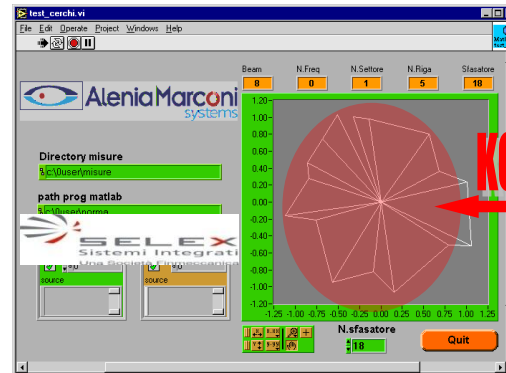 test_cerchi.vi
File Edit Operate Project Windows Help
Beam N.Freq N.Settore N.Riga Sfasatore
8 0 1 5 18
Alenia Marconi
systems
Directory misure
c:\0user\misure
path prog matlab
c:\0user\norma
SELEX
Sistemi Integrati
Una Società Finmeccanica
source
source
1.20
1.00
0.80
0.60
0.40
0.20
0.00
-0.20
-0.40
-0.60
-0.80
-1.00
-1.20
-1.25 -1.00 -0.75 -0.50 -0.25 0.00 0.25 0.50 0.75 1.00 1.25
KO
N.sfasatore
18
Quit